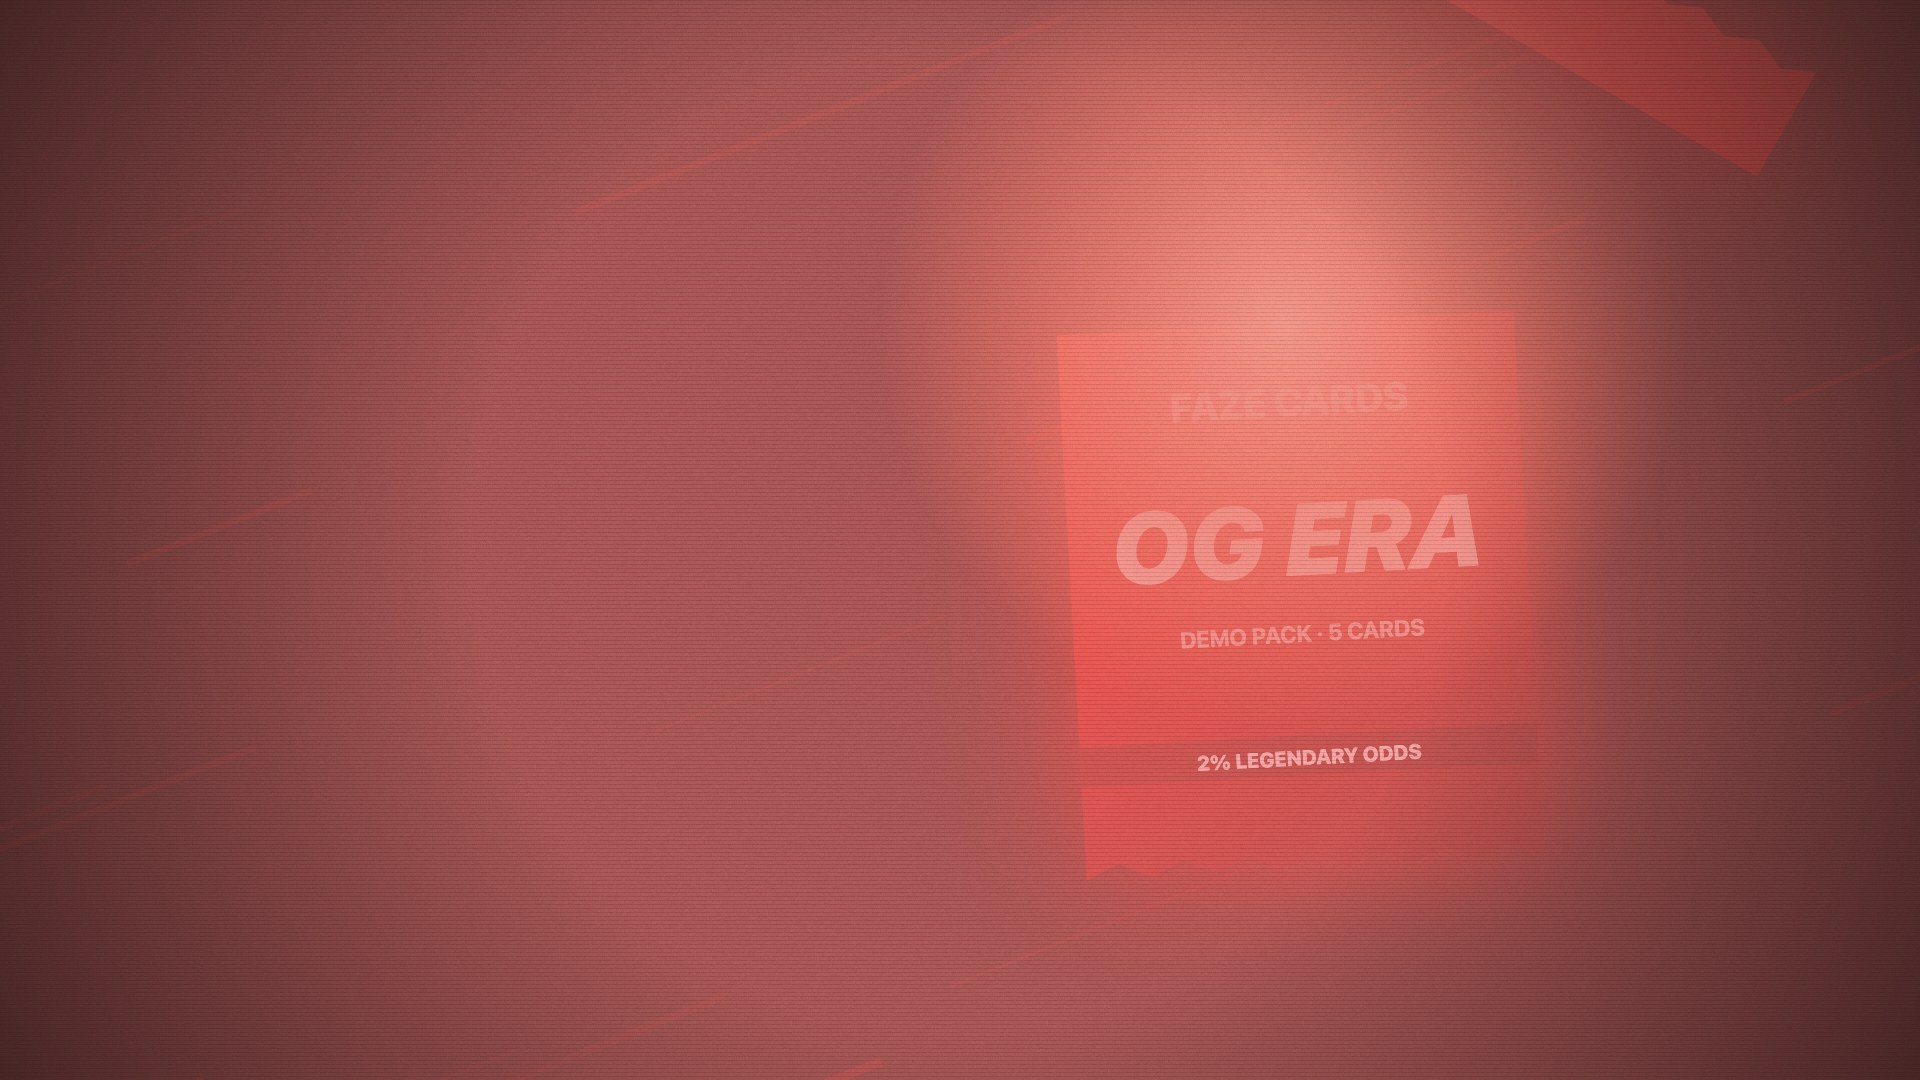 FAZE CARDS
OG ERA
DEMO PACK · 5 CARDS
2% LEGENDARY ODDS